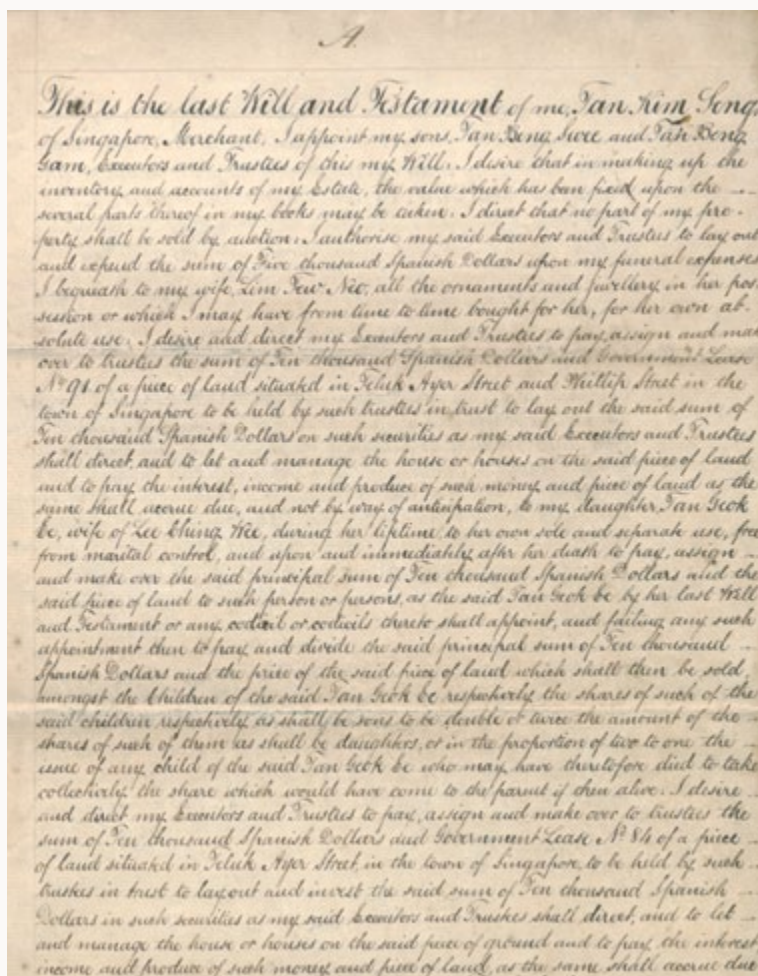 A.
This is the last Will and Testament of me, Tan Kim Seng,
of Singapore, Merchant, I appoint my sons, Tan Beng Swee and Tan Beng
Gam, Executors and Trustees of this my Will. I desire that in making up the
inventory and accounts of my Estate, the value which has been fixed upon the
several parts thereof in my books may be taken. I direct that no part of my pro-
perty shall be sold by auction. I authorise my said Executors and Trustees to lay out
and expend the sum of Five thousand Spanish Dollars upon my funeral expenses
I bequeath to my wife, Lim Neo, all the ornaments and jewellery in her pos
session or which I may have from time to time bought for her, for her own ab-
solute use. I desire and direct my Executors and Trustees to pay, assign and mak
over to trustees the sum of Ten thousand Spanish Dollars and Government Lease
No 91 of a piece of land situated in Teluk Ayer Street and Phillip Street in the
town of Singapore to be held by such trustees in trust to lay out the said sum of
Ten thousand Spanish Dollars on such securities as my said Executors and Trustees
shall direct, and to let and manage the house or houses on the said piece of land
and to pay the interest, income and produce of such money and piece of land as the
same shall accrue due, and not by way of anticipation, to my daughter, Tan Geok
be, wife of Lee Ching Wee, during her lifetime, to her own sole and separate use, free
from marital control, and upon and immediately after her death to pay, assign
and make over the said principal sum of Ten thousand Spanish Dollars and the
said piece of land to such person or persons, as the said Tan Geok be by her last Will
and Testament or any codicil or codicils thereto shall appoint, and failing any such
appointment then to pay and divide the said principal sum of Ten thousand
Spanish Dollars and the price of the said piece of land which shall then be sold,
amongst the Children of the said Tan Geok be respectively the shares of such of the
said children respectively as shall be sons to be double or twice the amount of the
shares of such of them as shall be daughters, or in the proportion of two to one the
issue of any child of the said Tan Geok be who may have theretofore died to take
collectively the share which would have come to the parent if then alive. I desire
and direct my Executors and Trustees to pay, assign and make over to trustees the
sum of Ten thousand Spanish Dollars and Government Lease No 84 of a piece
of land situated in Teluk Ayer Street, in the town of Singapore, to be held by such
trustees in trust to lay out and invest the said sum of Ten thousand Spanish
Dollars in such securities as my said Executors and Trustees shall direct, and to let
and manage the house or houses on the said piece of ground and to pay the interest
income and produce of such money and piece of land, as the same shall accrue due